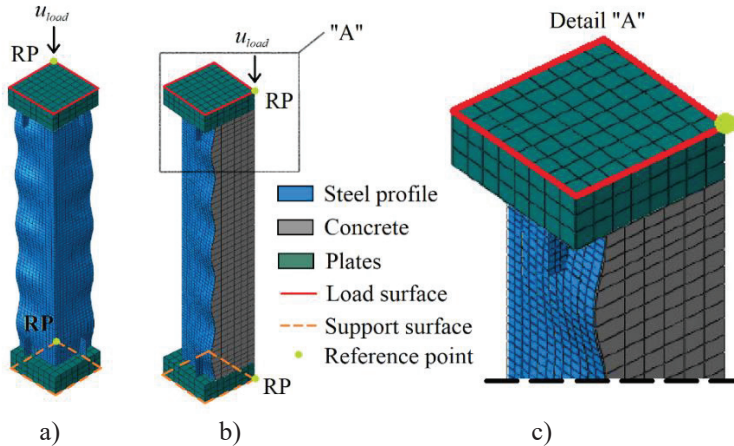 u_load
RP
RP
a)
u_load
"A"
RP
RP
b)
Steel profile
Concrete
Plates
Load surface
Support surface
Reference point
Detail "A"
c)